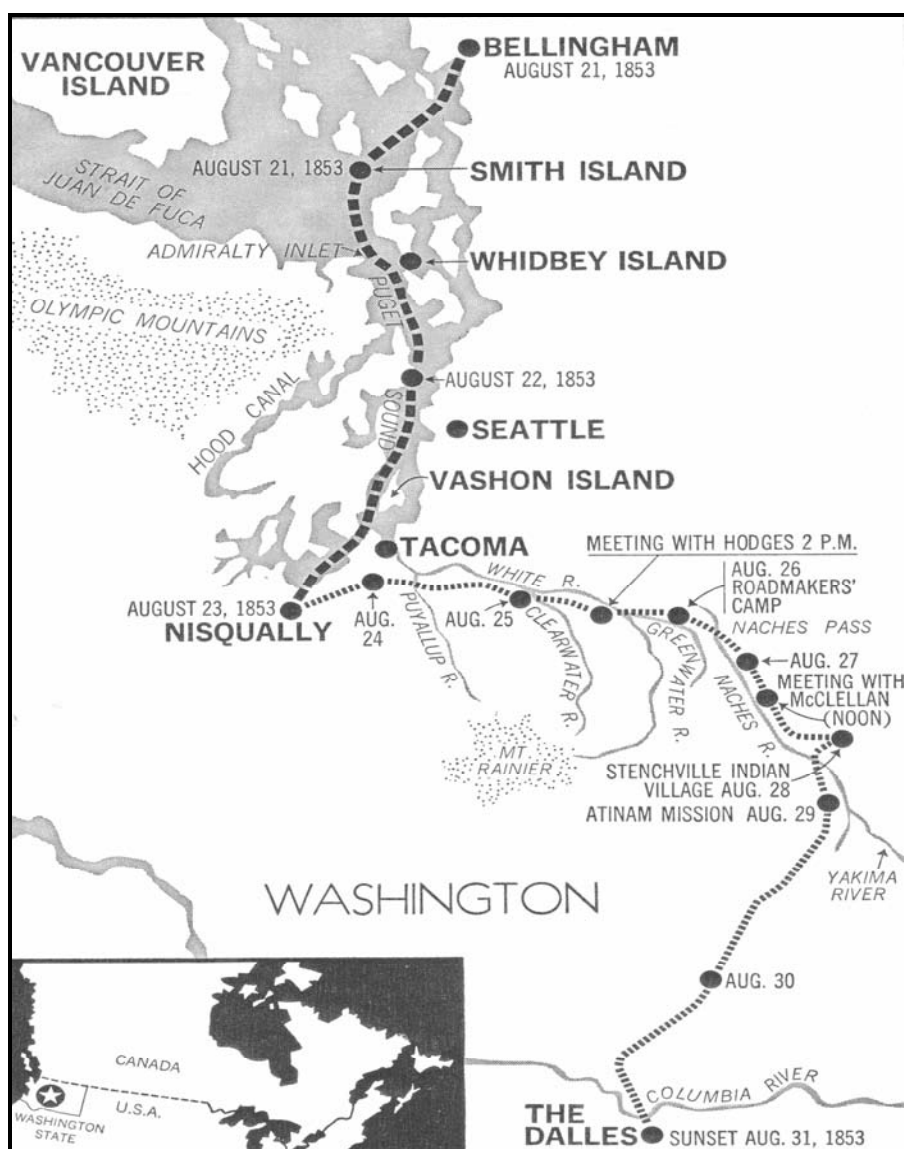 BELLINGHAM
AUGUST 21, 1853
VANCOUVER
ISLAND
AUGUST 21, 1853
SMITH ISLAND
STRAIT OF
JUAN DE FUCA
ADMIRALTY INLET
WHIDBEY ISLAND
PUGET
OLYMPIC MOUNTAINS
AUGUST 22, 1853
SOUND
HOOD CANAL
SEATTLE
VASHON ISLAND
TACOMA
MEETING WITH HODGES 2 P.M.
WHITE R.
AUG. 26
ROADMAKERS'
CAMP
AUGUST 23, 1853
NISQUALLY
AUG.
24
PUYALLUP R.
AUG. 25
CLEARWATER R.
GREENWATER R.
NACHES PASS
NACHES R.
AUG. 27
MEETING WITH
McCLELLAN
(NOON)
MT.
RAINIER
STENCHVILLE INDIAN
VILLAGE AUG. 28
ATINAM MISSION AUG. 29
YAKIMA
RIVER
WASHINGTON
AUG. 30
CANADA
U.S.A.
WASHINGTON
STATE
COLUMBIA RIVER
THE
DALLES
SUNSET AUG. 31, 1853